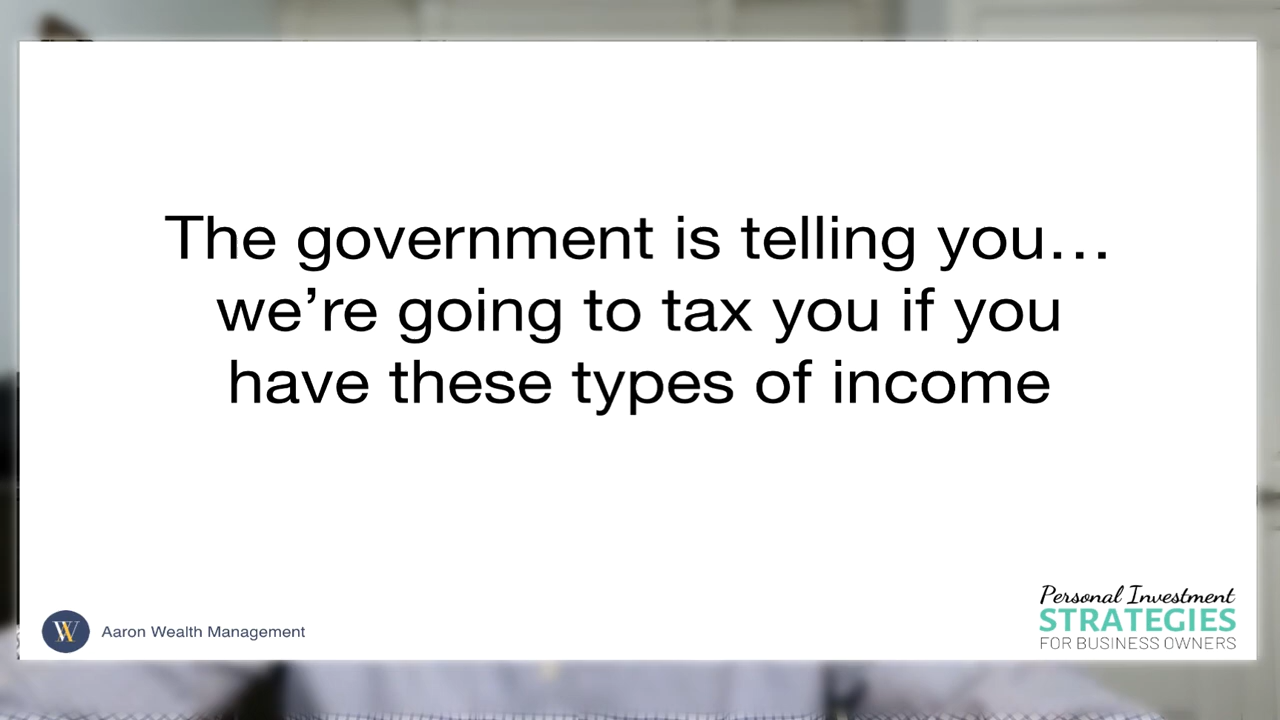 The government is telling you…
we’re going to tax you if you
have these types of income
Aaron Wealth Management
Personal Investment
STRATEGIES
FOR BUSINESS OWNERS